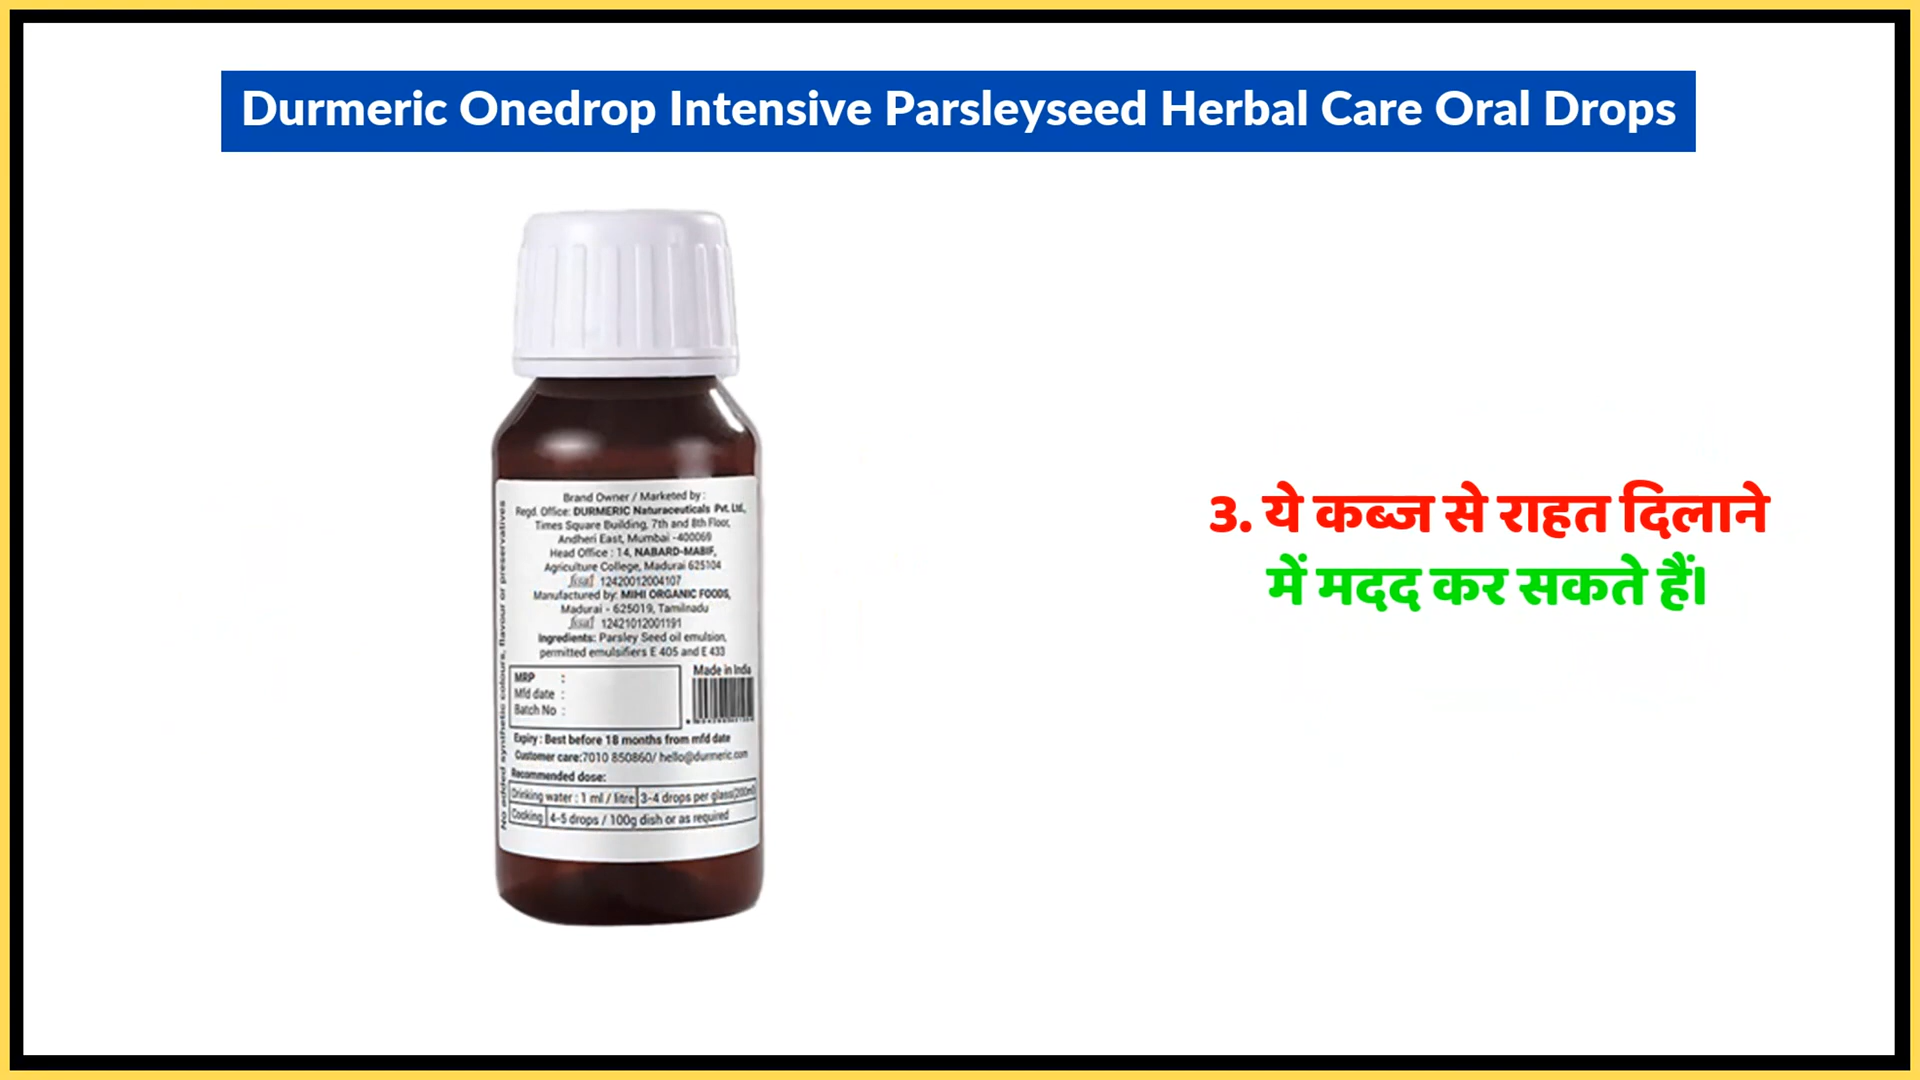 Durmeric Onedrop Intensive Parsleyseed Herbal Care Oral Drops
Brand Owner / Marketed by :
Regd. Office: DURMERIC Naturaceuticals Pvt. Ltd.,
Times Square Building, 7th and 8th Floor,
Andheri East, Mumbai -400069
Head Office : 14, NABARD-MABIF,
Agriculture College, Madurai 625104
fssai 12420012004107
Manufactured by: MIHI ORGANIC FOODS,
Madurai - 625019, Tamilnadu
fssai 12421012001191
Ingredients: Parsley Seed oil emulsion,
permitted emulsifiers E 405 and E 433
MRP :
Mfd date :
Batch No :
Made in India
Expiry : Best before 18 months from mfd date
Customer care:7010 850860/ hello@durmeric.com
Recommended dose:
Drinking water : 1 ml / litre 3-4 drops per glass(200ml)
Cooking 4-5 drops / 100g dish or as required
No added synthetic colours, flavour or preservatives
3. ये कब्ज से राहत दिलाने
में मदद कर सकते हैं।